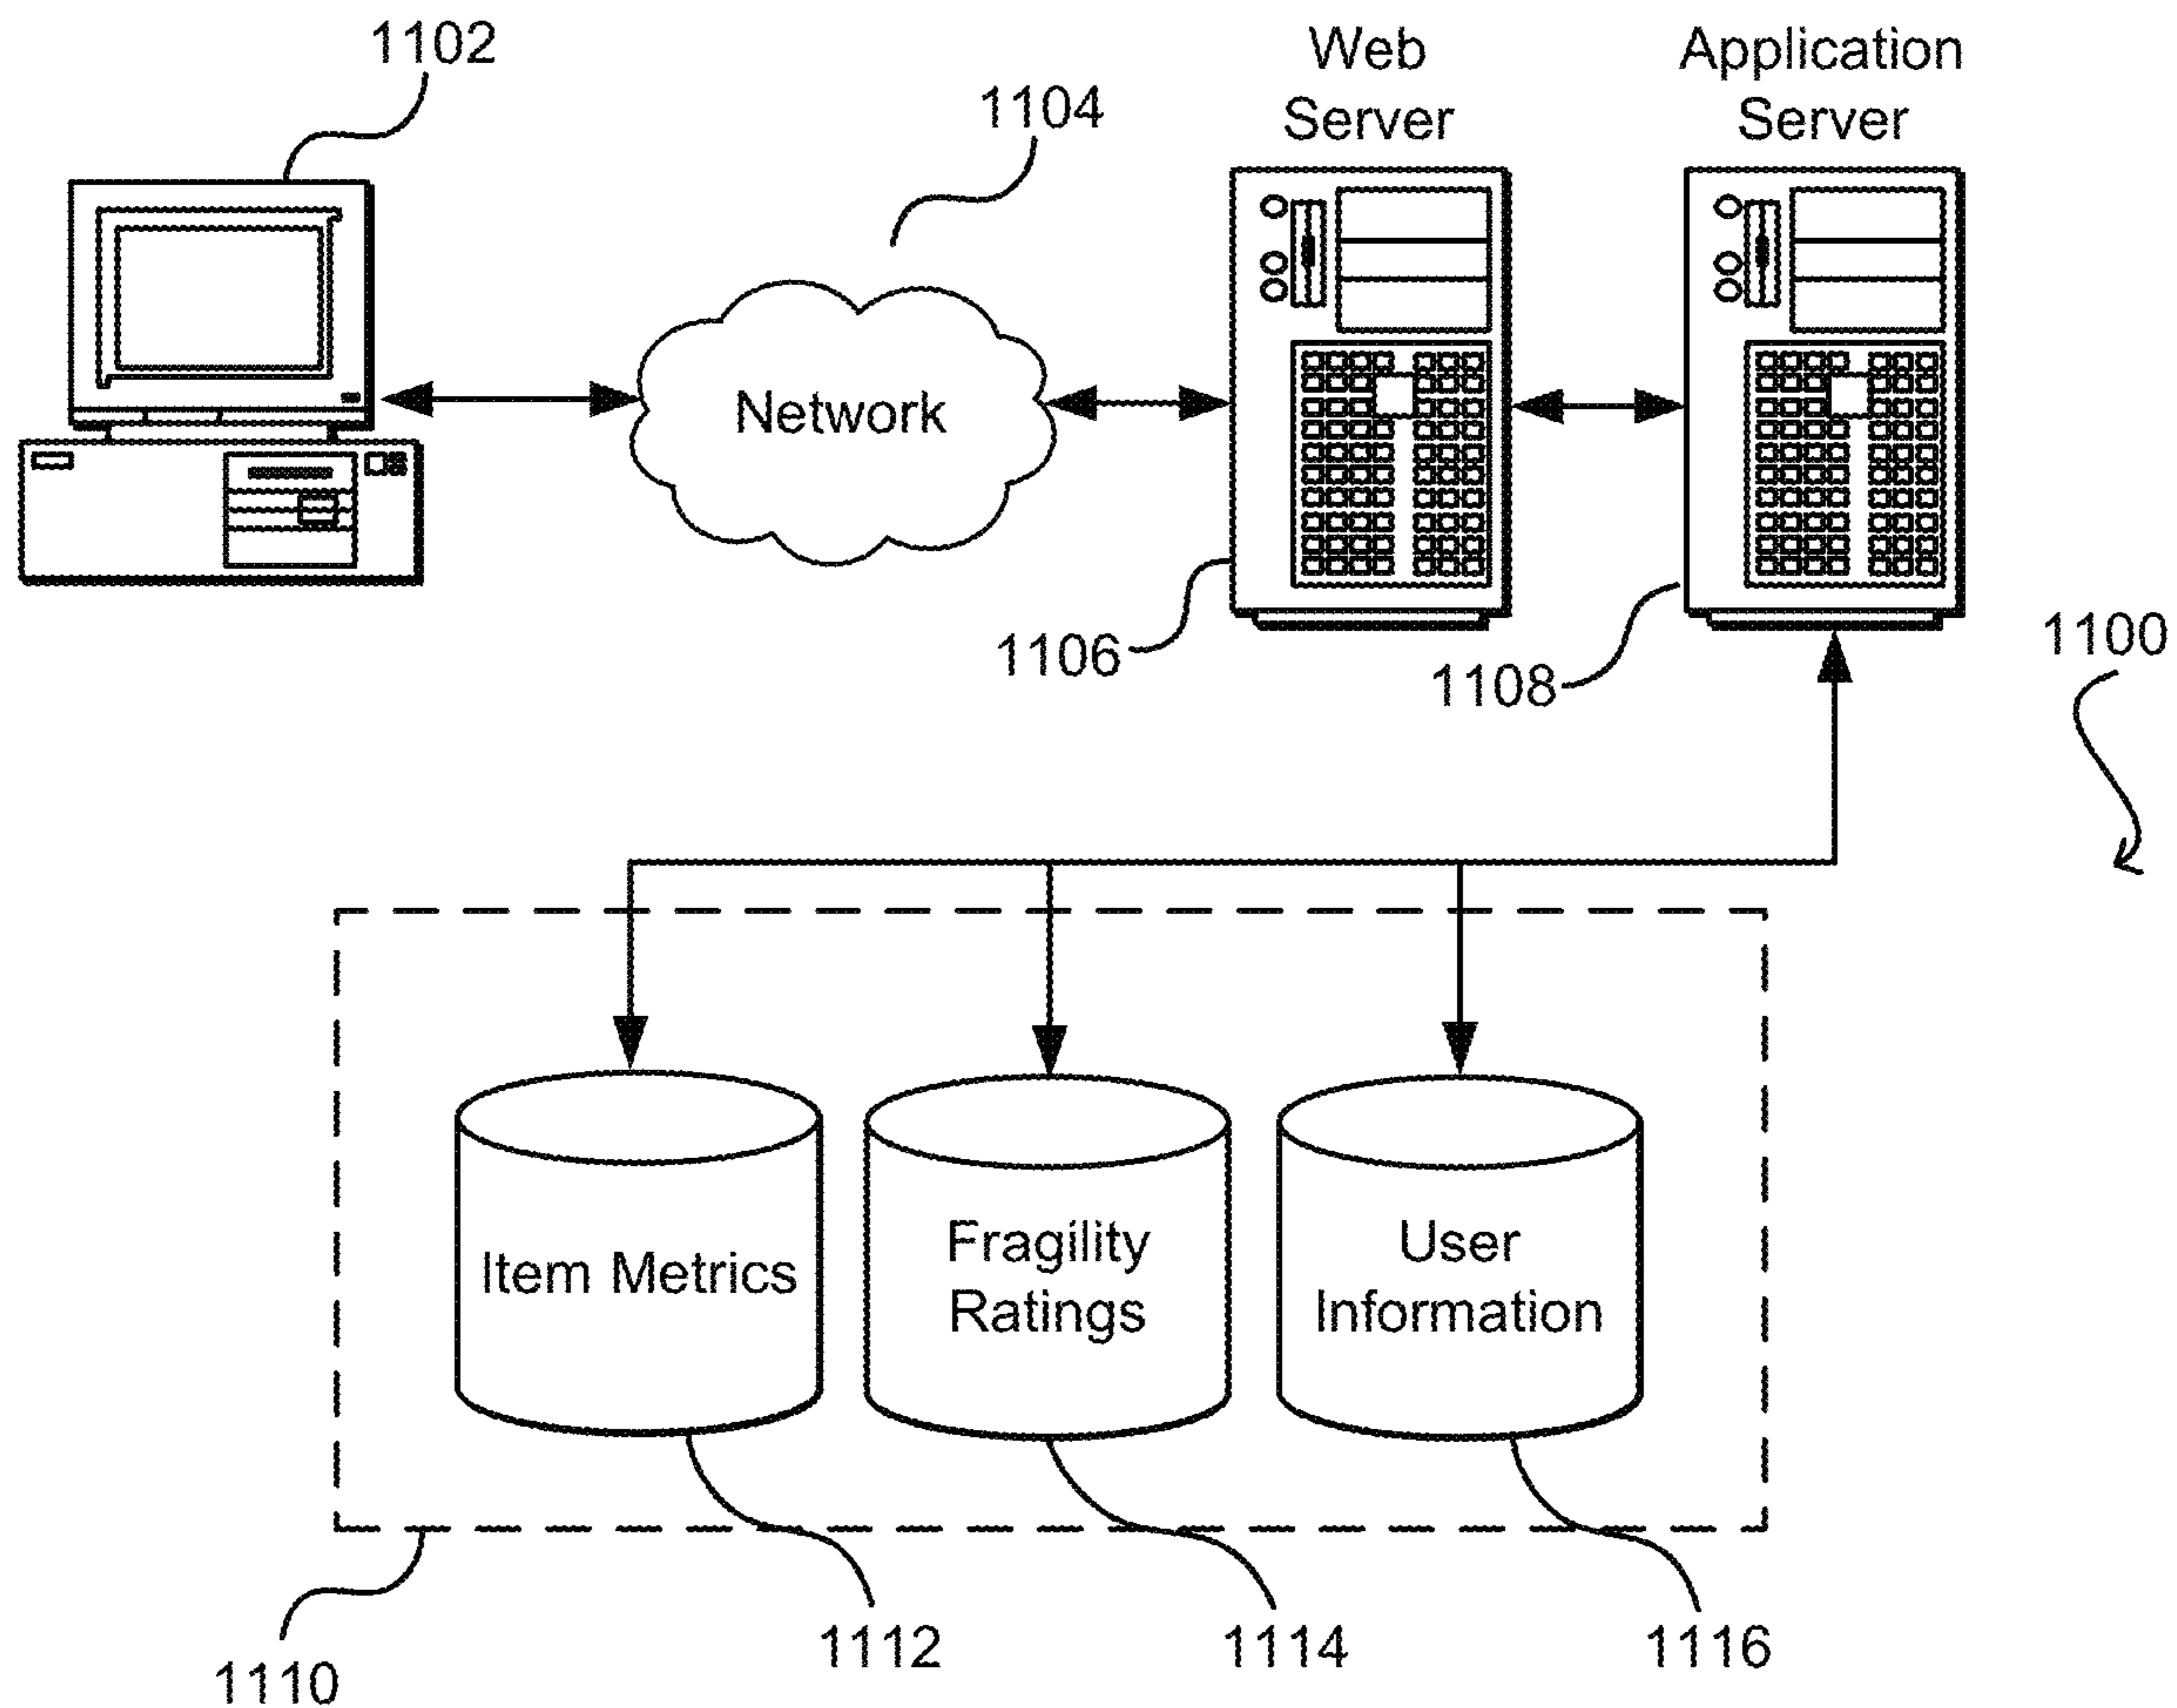 1102
1104
Web
Server
Application
Server
Network
1106
1108
1100
Item Metrics
Fragility
Ratings
User
Information
1110
1112
1114
1116